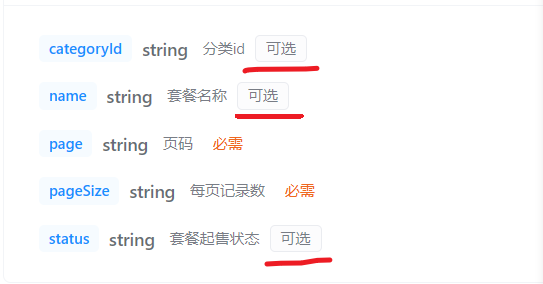 categoryId string 分类id 可选
name string 套餐名称 可选
page string 页码 必需
pageSize string 每页记录数 必需
status string 套餐起售状态 可选